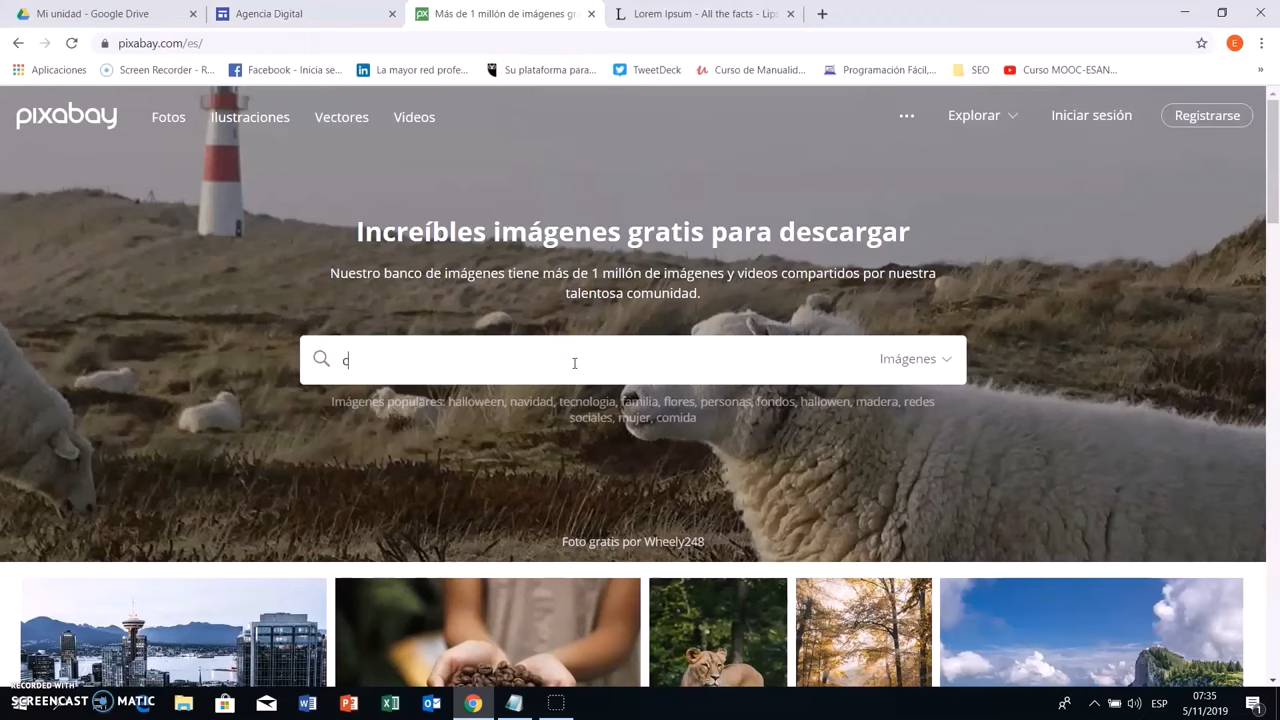 Mi unidad - Google Drive
Agencia Digital
Más de 1 millón de imágenes gra
Lorem Ipsum - All the facts - Lips
pixabay.com/es/
Aplicaciones
Screen Recorder - R...
Facebook - Inicia se...
La mayor red profe...
Su plataforma para...
TweetDeck
Curso de Manualid...
Programación Fácil,...
SEO
Curso MOOC-ESAN...
pixabay
Fotos
Ilustraciones
Vectores
Videos
Explorar
Iniciar sesión
Registrarse
Increíbles imágenes gratis para descargar
Nuestro banco de imágenes tiene más de 1 millón de imágenes y videos compartidos por nuestra
talentosa comunidad.
c
Imágenes
Imágenes populares: halloween, navidad, tecnologia, familia, flores, personas, fondos, hallowen, madera, redes
sociales, mujer, comida
Foto gratis por Wheely248
RECORDED WITH
SCREENCAST MATIC
ESP
07:35
5/11/2019